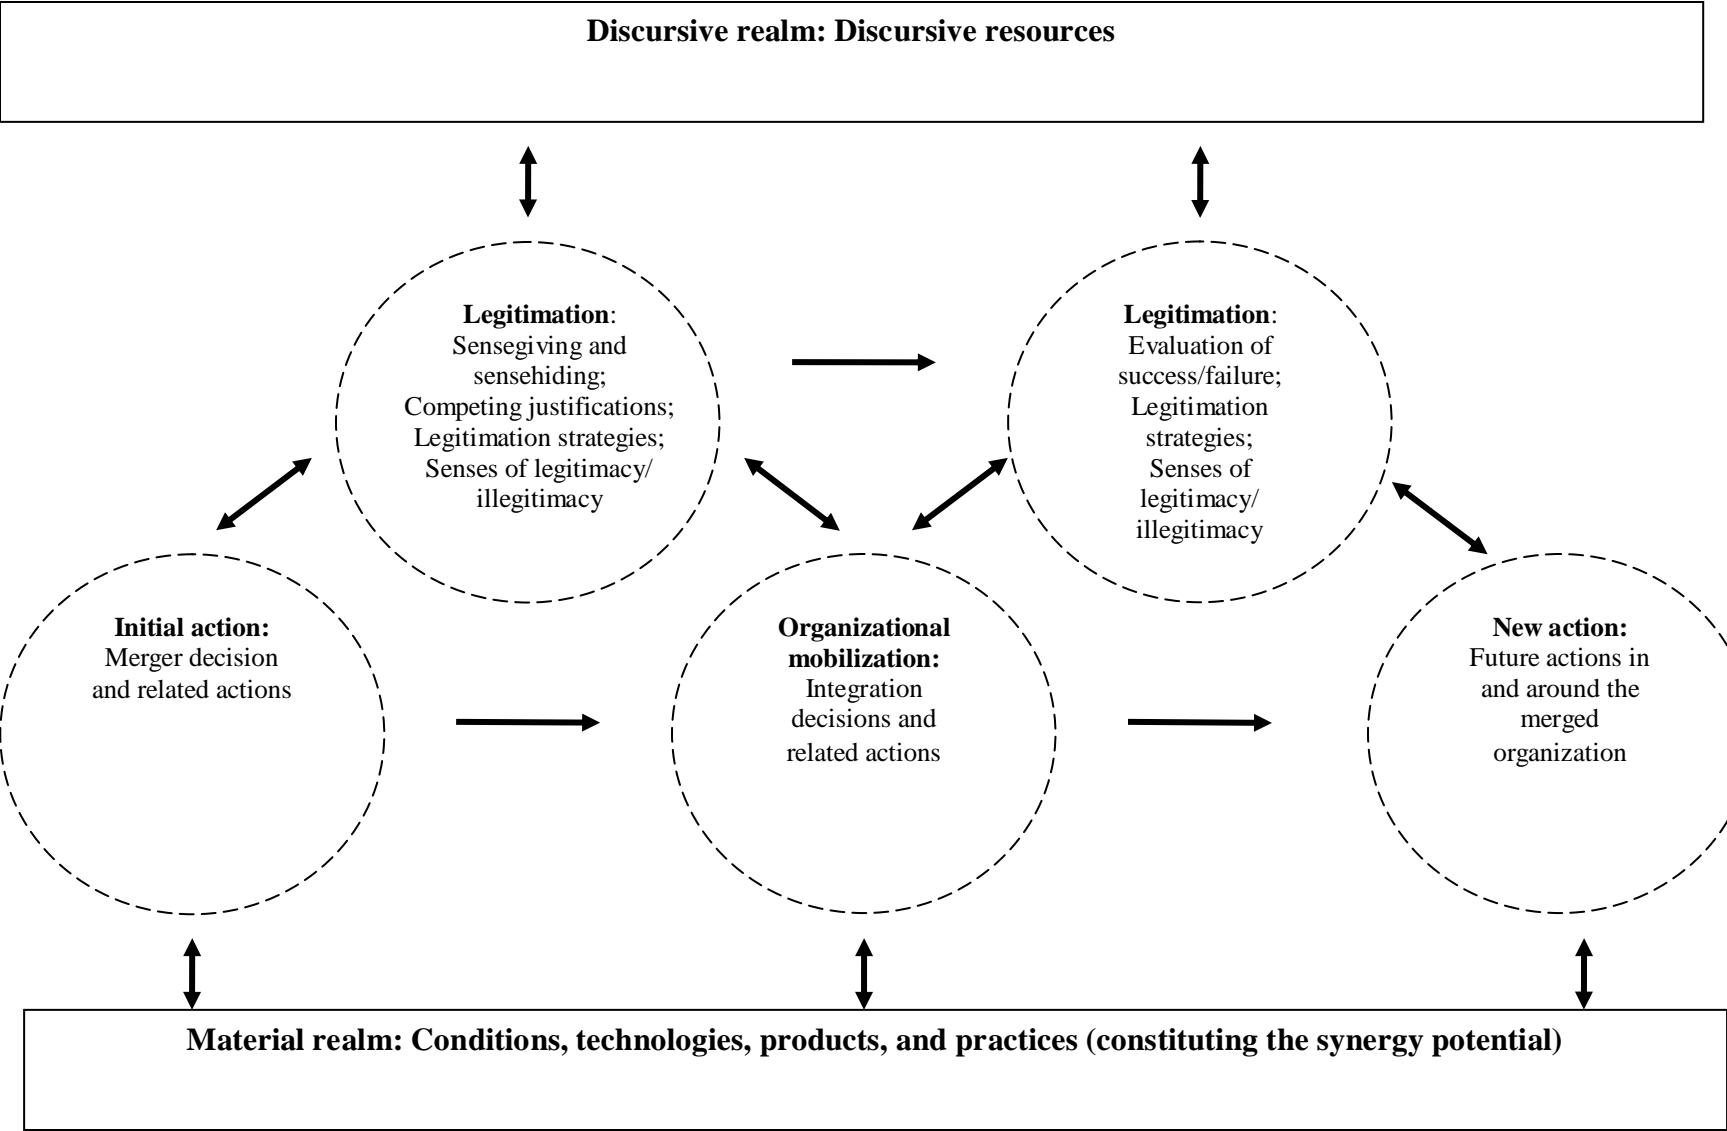 Discursive realm: Discursive resources
Legitimation:
Sensegiving and
sensehiding;
Competing justifications;
Legitimation strategies;
Senses of legitimacy/
illegitimacy
Legitimation:
Evaluation of
success/failure;
Legitimation
strategies;
Senses of
legitimacy/
illegitimacy
Initial action:
Merger decision
and related actions
Organizational
mobilization:
Integration
decisions and
related actions
New action:
Future actions in
and around the
merged
organization
Material realm: Conditions, technologies, products, and practices (constituting the synergy potential)